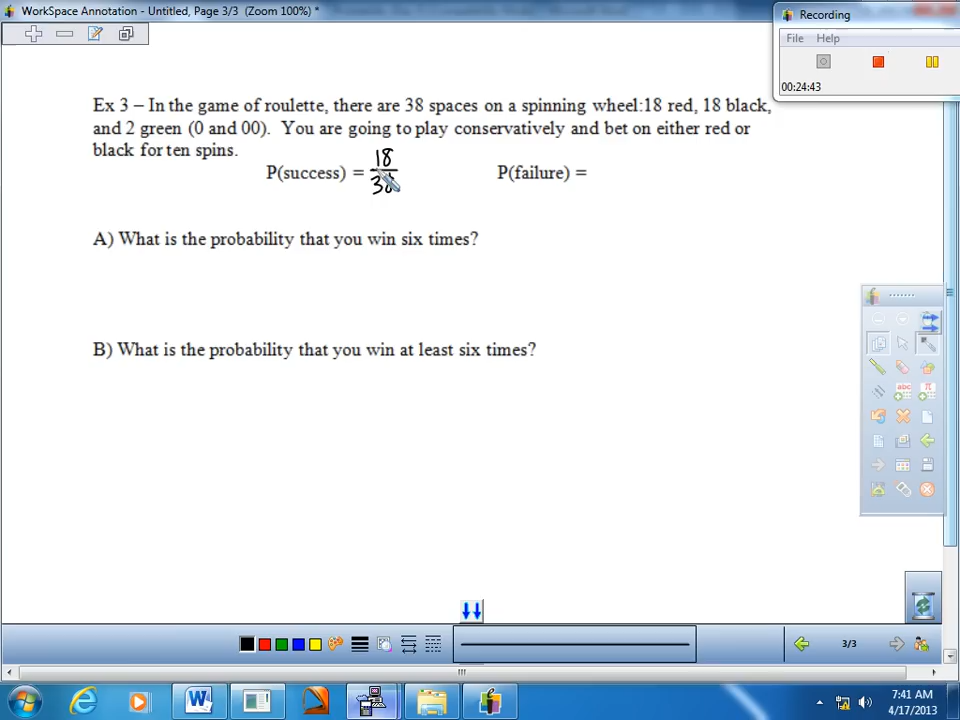 WorkSpace Annotation - Untitled, Page 3/3 (Zoom 100%) *
Recording
File Help
00:24:43
Ex 3 – In the game of roulette, there are 38 spaces on a spinning wheel:18 red, 18 black,
and 2 green (0 and 00). You are going to play conservatively and bet on either red or
black for ten spins.
P(success) = 18/38
P(failure) =
A) What is the probability that you win six times?
B) What is the probability that you win at least six times?
abc
π
3/3
7:41 AM
4/17/2013